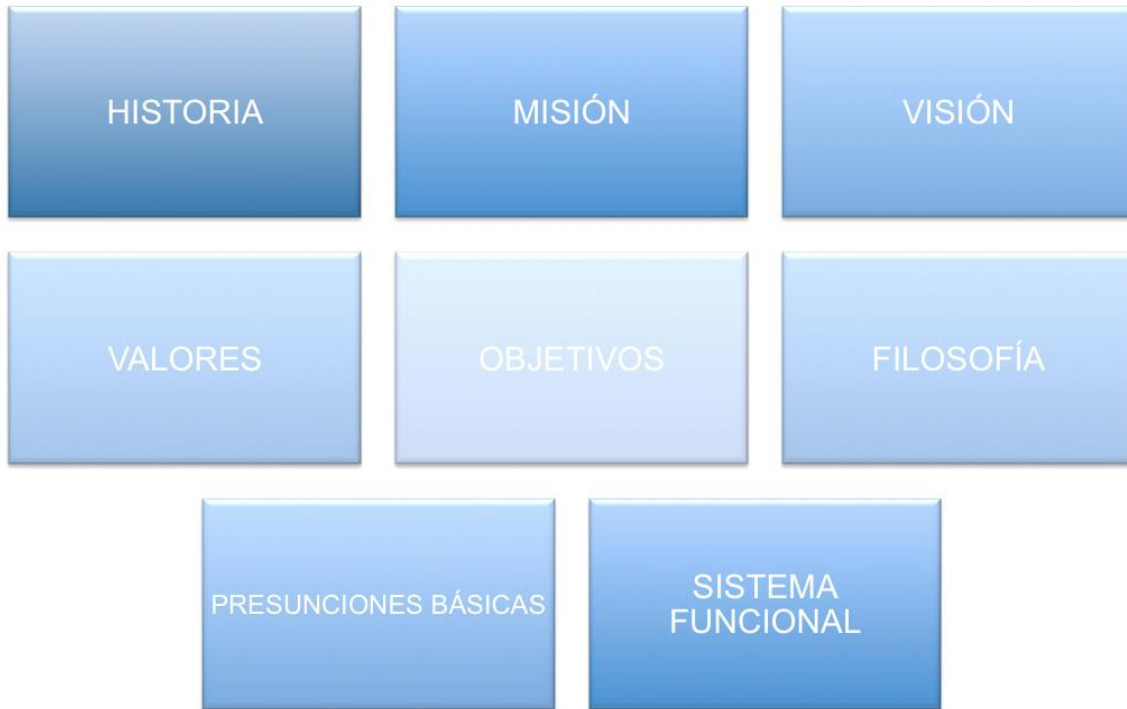 HISTORIA
MISIÓN
VISIÓN
VALORES
OBJETIVOS
FILOSOFÍA
PRESUNCIONES BÁSICAS
SISTEMA
FUNCIONAL